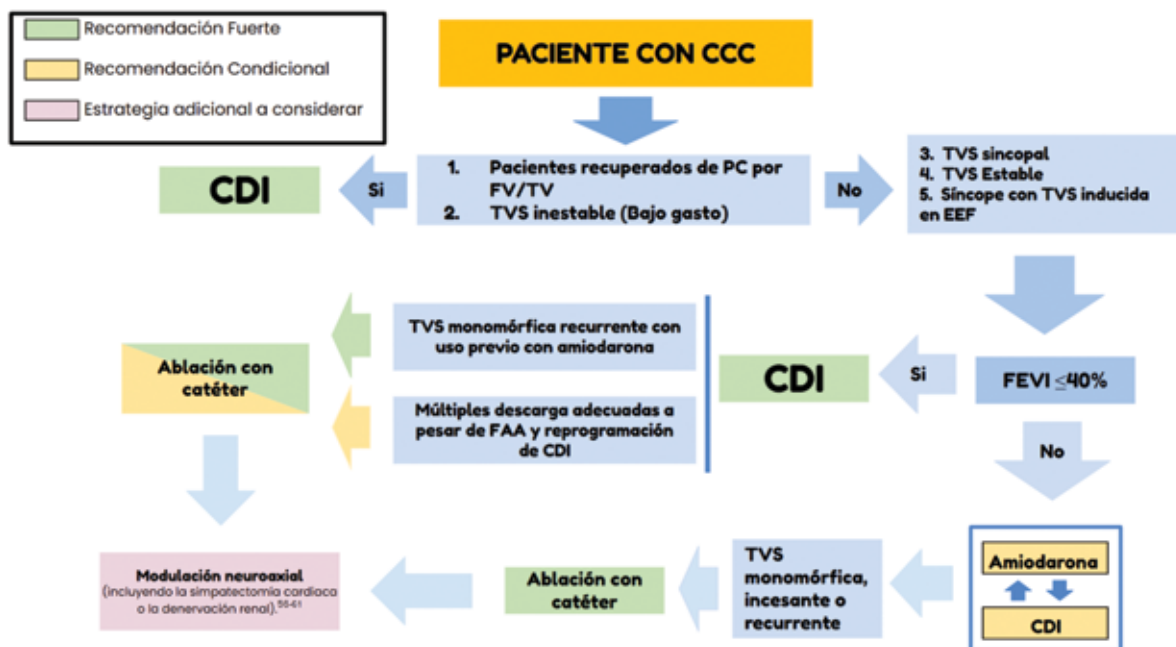 Recomendación Fuerte
Recomendación Condicional
Estrategia adicional a considerar
PACIENTE CON CCC
CDI
Si
1. Pacientes recuperados de PC por
FV/TV
2. TVS inestable (Bajo gasto)
No
3. TVS sincopal
4. TVS Estable
5. Síncope con TVS inducida
en EEF
FEVI ≤40%
Si
CDI
TVS monomórfica recurrente con
uso previo con amiodarona
Múltiples descarga adecuadas a
pesar de FAA y reprogramación
de CDI
Ablación con
catéter
No
Amiodarona
CDI
TVS
monomórfica,
incesante o
recurrente
Ablación con
catéter
Modulación neuroaxial
(incluyendo la simpatectomía cardíaca
o la denervación renal).56-61